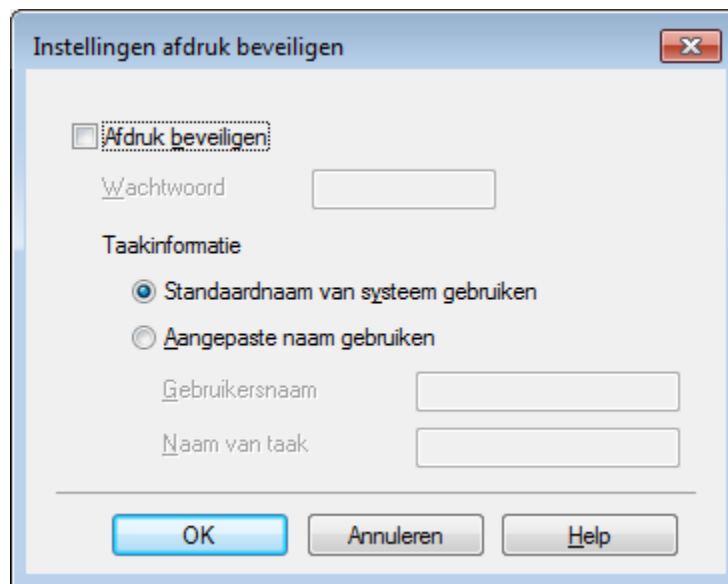 Instellingen afdruk beveiligen
Afdruk beveiligen
Wachtwoord
Taakinformatie
Standaardnaam van systeem gebruiken
Aangepaste naam gebruiken
Gebruikersnaam
Naam van taak
OK Annuleren Help